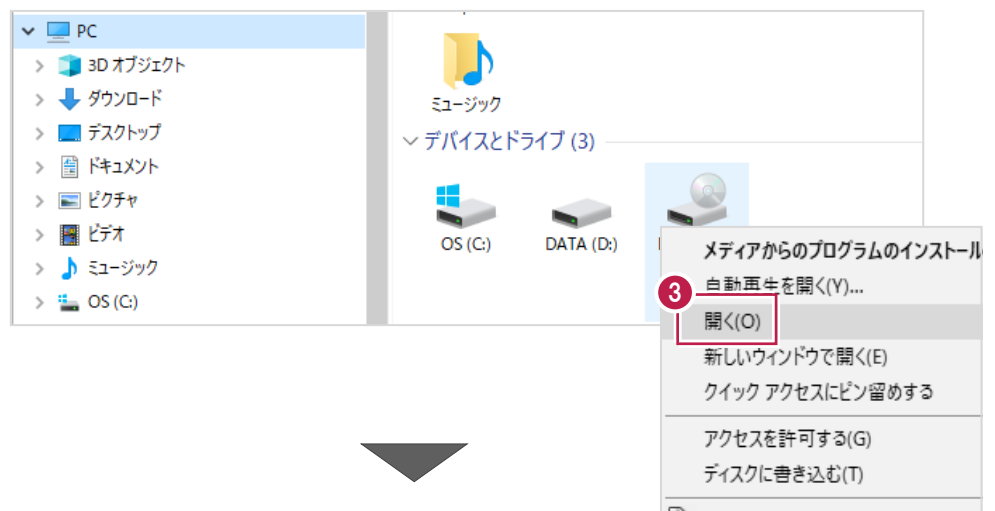 PC
3D オブジェクト
ダウンロード
デスクトップ
ドキュメント
ピクチャ
ビデオ
ミュージック
OS (C:)
ミュージック
デバイスとドライブ (3)
OS (C:)
DATA (D:)
メディアからのプログラムのインストール
自動再生を開く(Y)...
3
開く(O)
新しいウィンドウで開く(E)
クイック アクセスにピン留めする
アクセスを許可する(G)
ディスクに書き込む(T)